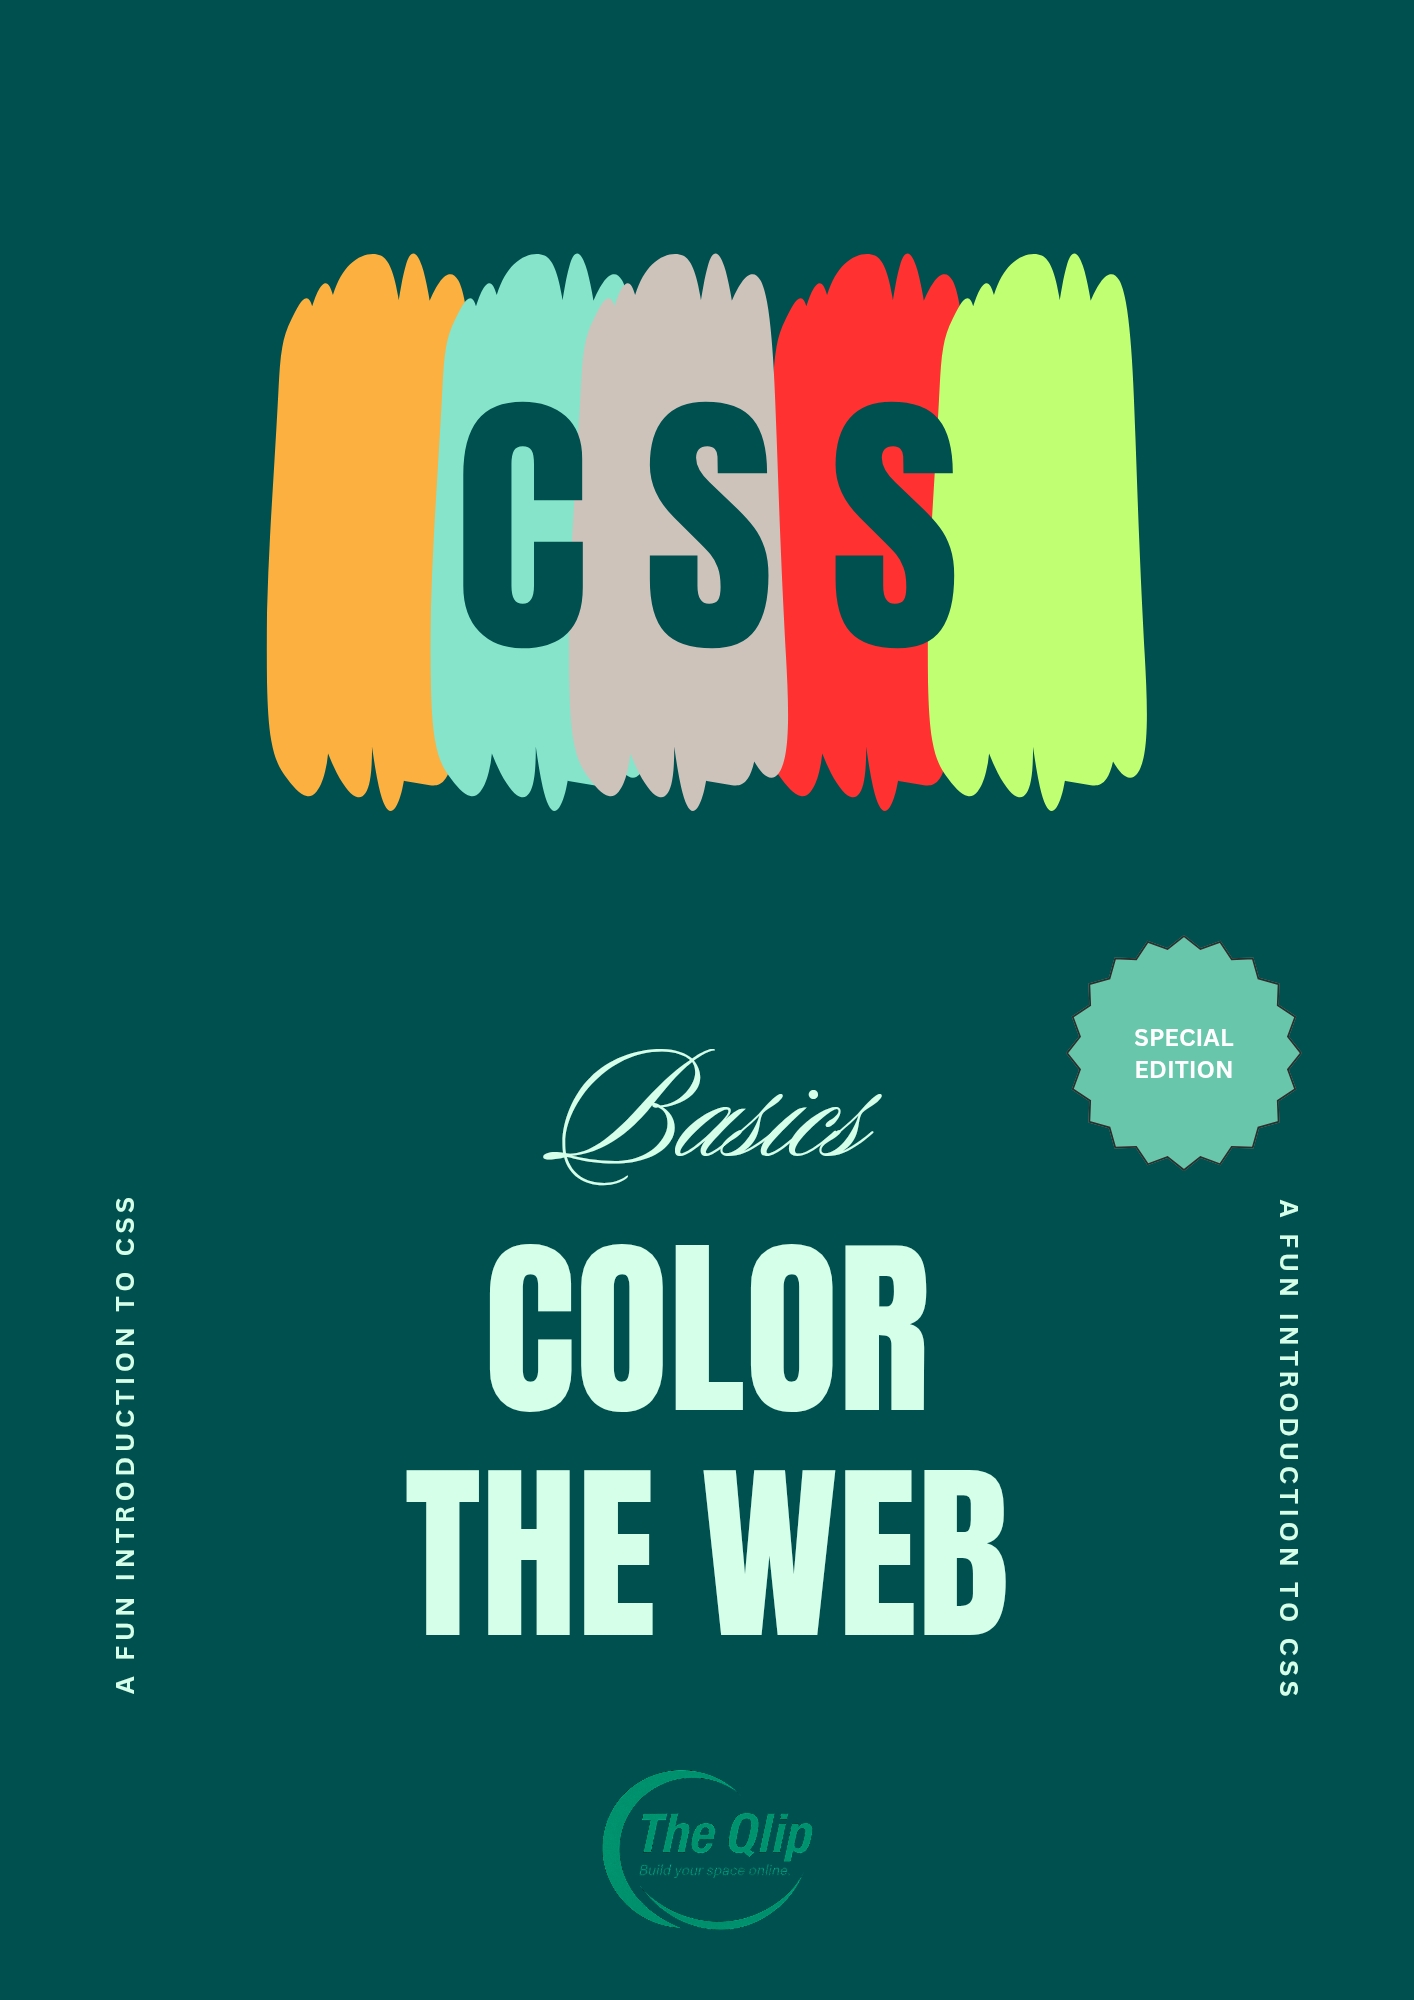 CSS
SPECIAL
EDITION
Basics
COLOR
THE WEB
A FUN INTRODUCTION TO CSS
A FUN INTRODUCTION TO CSS
The Qlip
Build your space online.